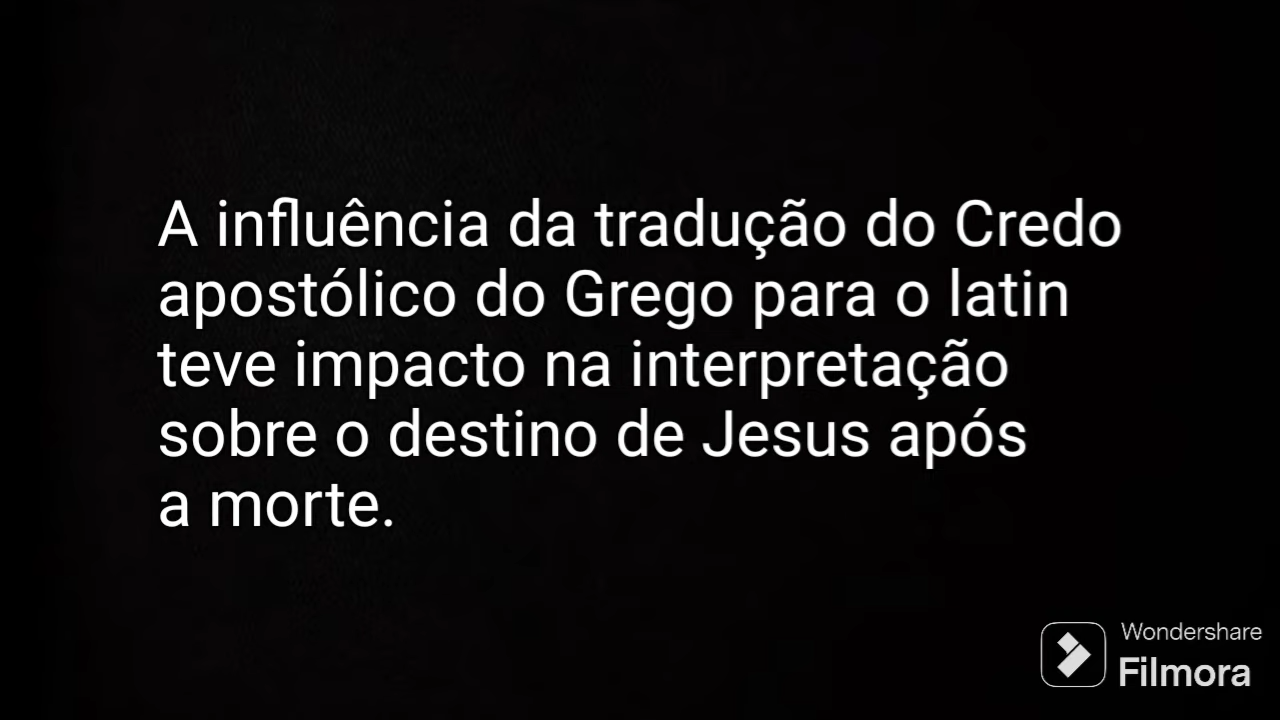 A influência da tradução do Credo
apostólico do Grego para o latin
teve impacto na interpretação
sobre o destino de Jesus após
a morte.
Wondershare
Filmora